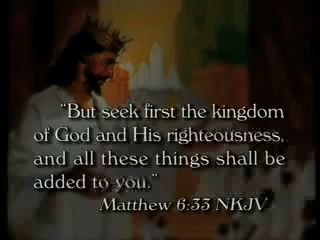 "But seek first the kingdom
of God and His righteousness,
and all these things shall be
added to you."
Matthew 6:33 NKJV